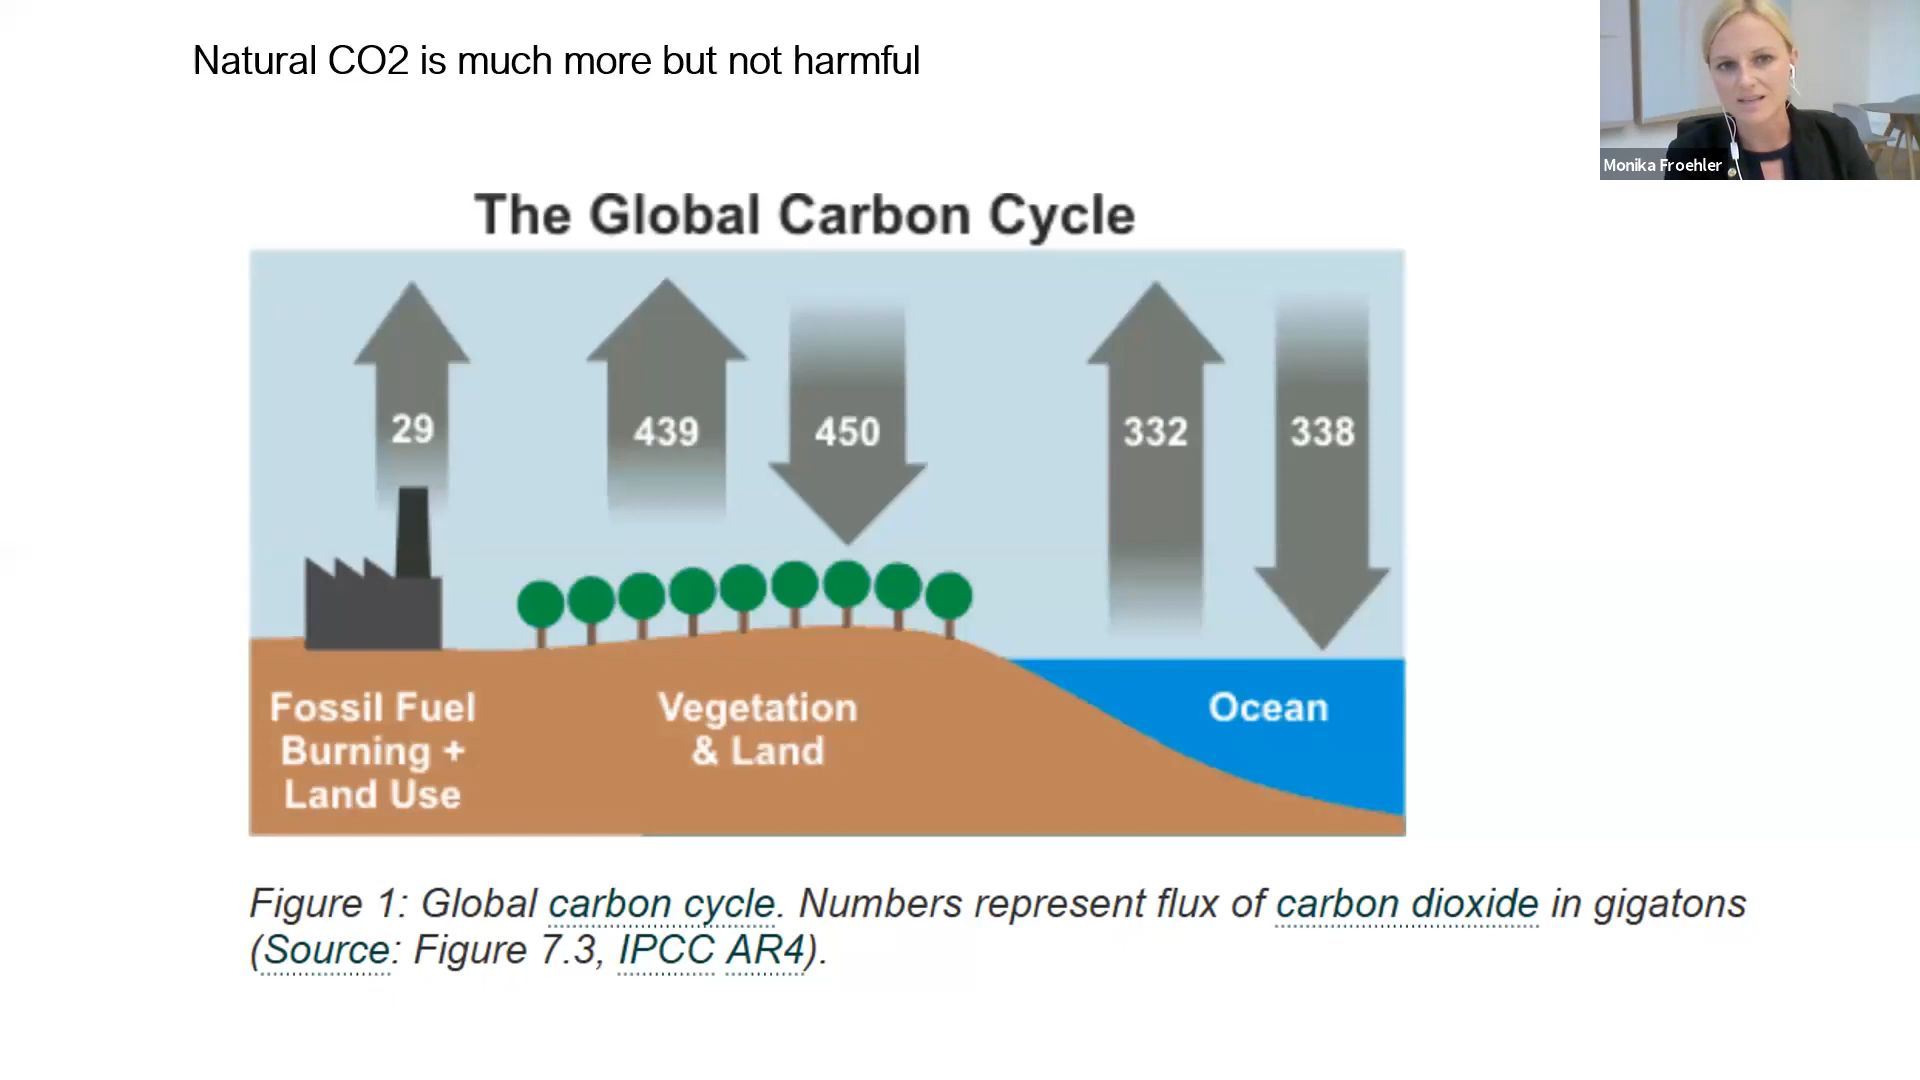 Natural CO2 is much more but not harmful
Monika Froehler
The Global Carbon Cycle
29
439
450
332
338
Fossil Fuel
Burning +
Land Use
Vegetation
& Land
Ocean
Figure 1: Global carbon cycle. Numbers represent flux of carbon dioxide in gigatons
(Source: Figure 7.3, IPCC AR4).